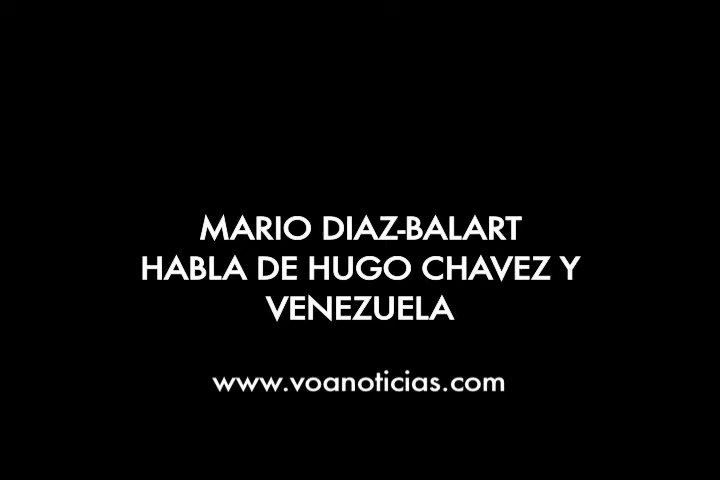 MARIO DIAZ-BALART
HABLA DE HUGO CHAVEZ Y
VENEZUELA
www.voanoticias.com